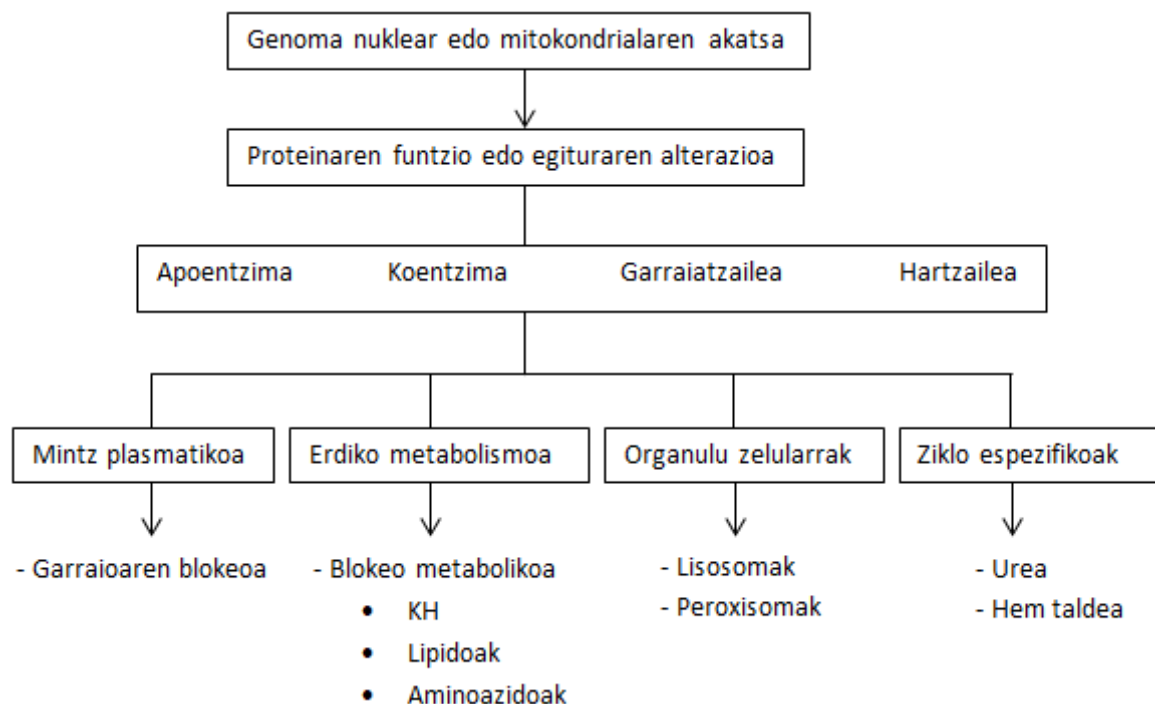 Genoma nuklear edo mitokondrialaren akatsa
Proteinaren funtzio edo egituraren alterazioa
Apoentzima Koentzima Garraiatzailea Hartzailea
Mintz plasmatikoa
- Garraioaren blokeoa
Erdiko metabolismoa
- Blokeo metabolikoa
• KH
• Lipidoak
• Aminoazidoak
Organulu zelularrak
- Lisosomak
- Peroxisomak
Ziklo espezifikoak
- Urea
- Hem taldea